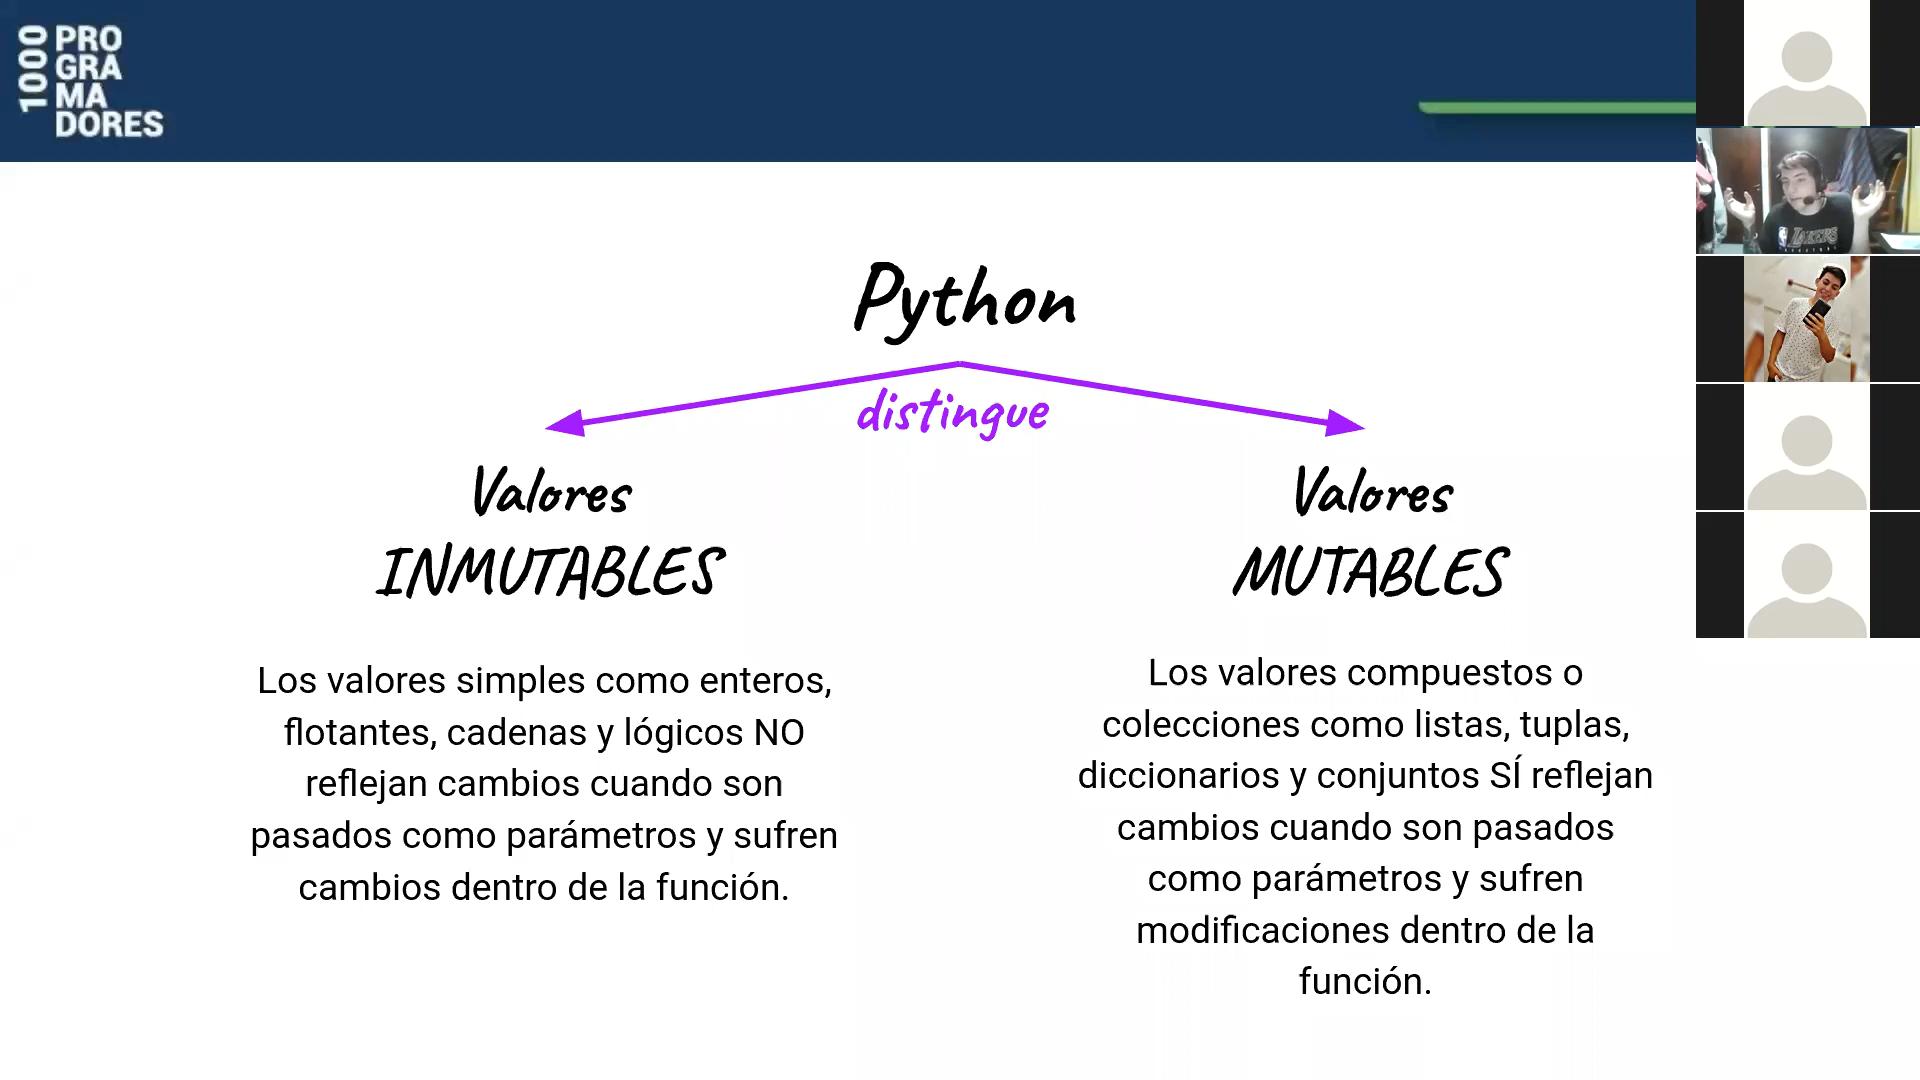 1000
PRO
GRA
MA
DORES
Python
distingue
Valores
INMUTABLES
Los valores simples como enteros,
flotantes, cadenas y lógicos NO
reflejan cambios cuando son
pasados como parámetros y sufren
cambios dentro de la función.
Valores
MUTABLES
Los valores compuestos o
colecciones como listas, tuplas,
diccionarios y conjuntos SÍ reflejan
cambios cuando son pasados
como parámetros y sufren
modificaciones dentro de la
función.
LAKERS